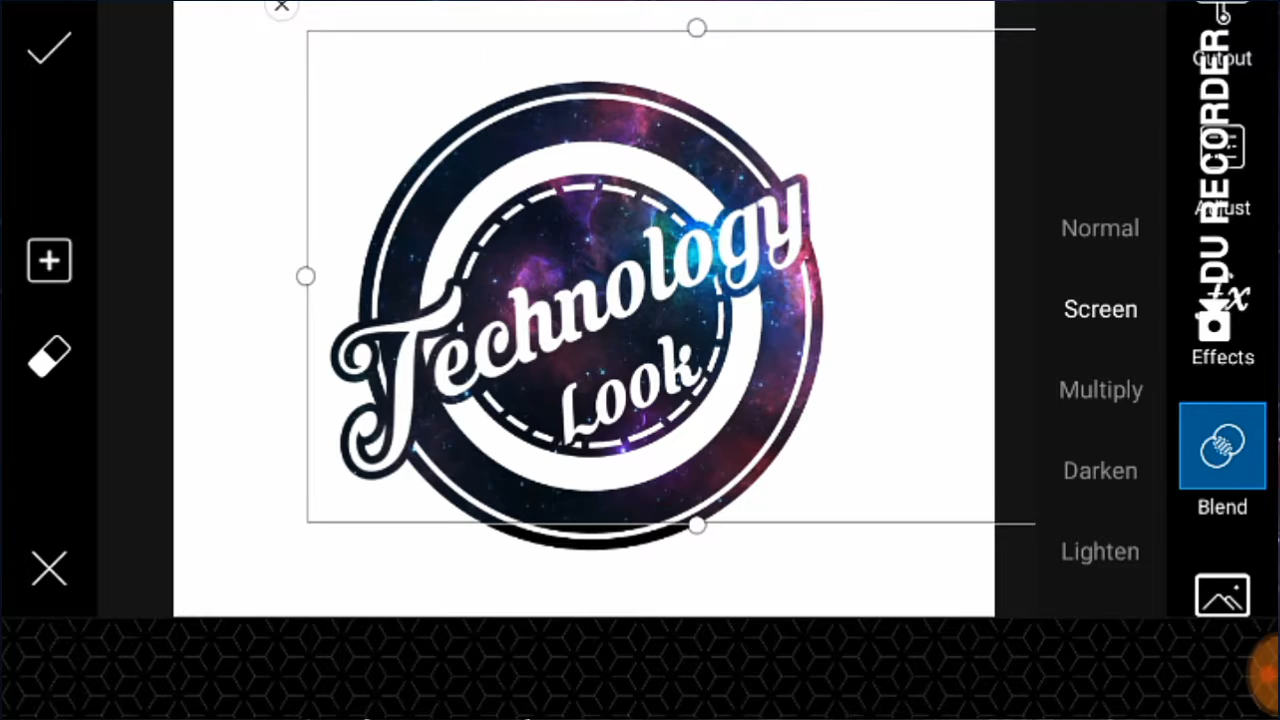 Technology
Look
Normal
Screen
Multiply
Darken
Lighten
Cutout
Adjust
Effects
Blend
DU RECORDER